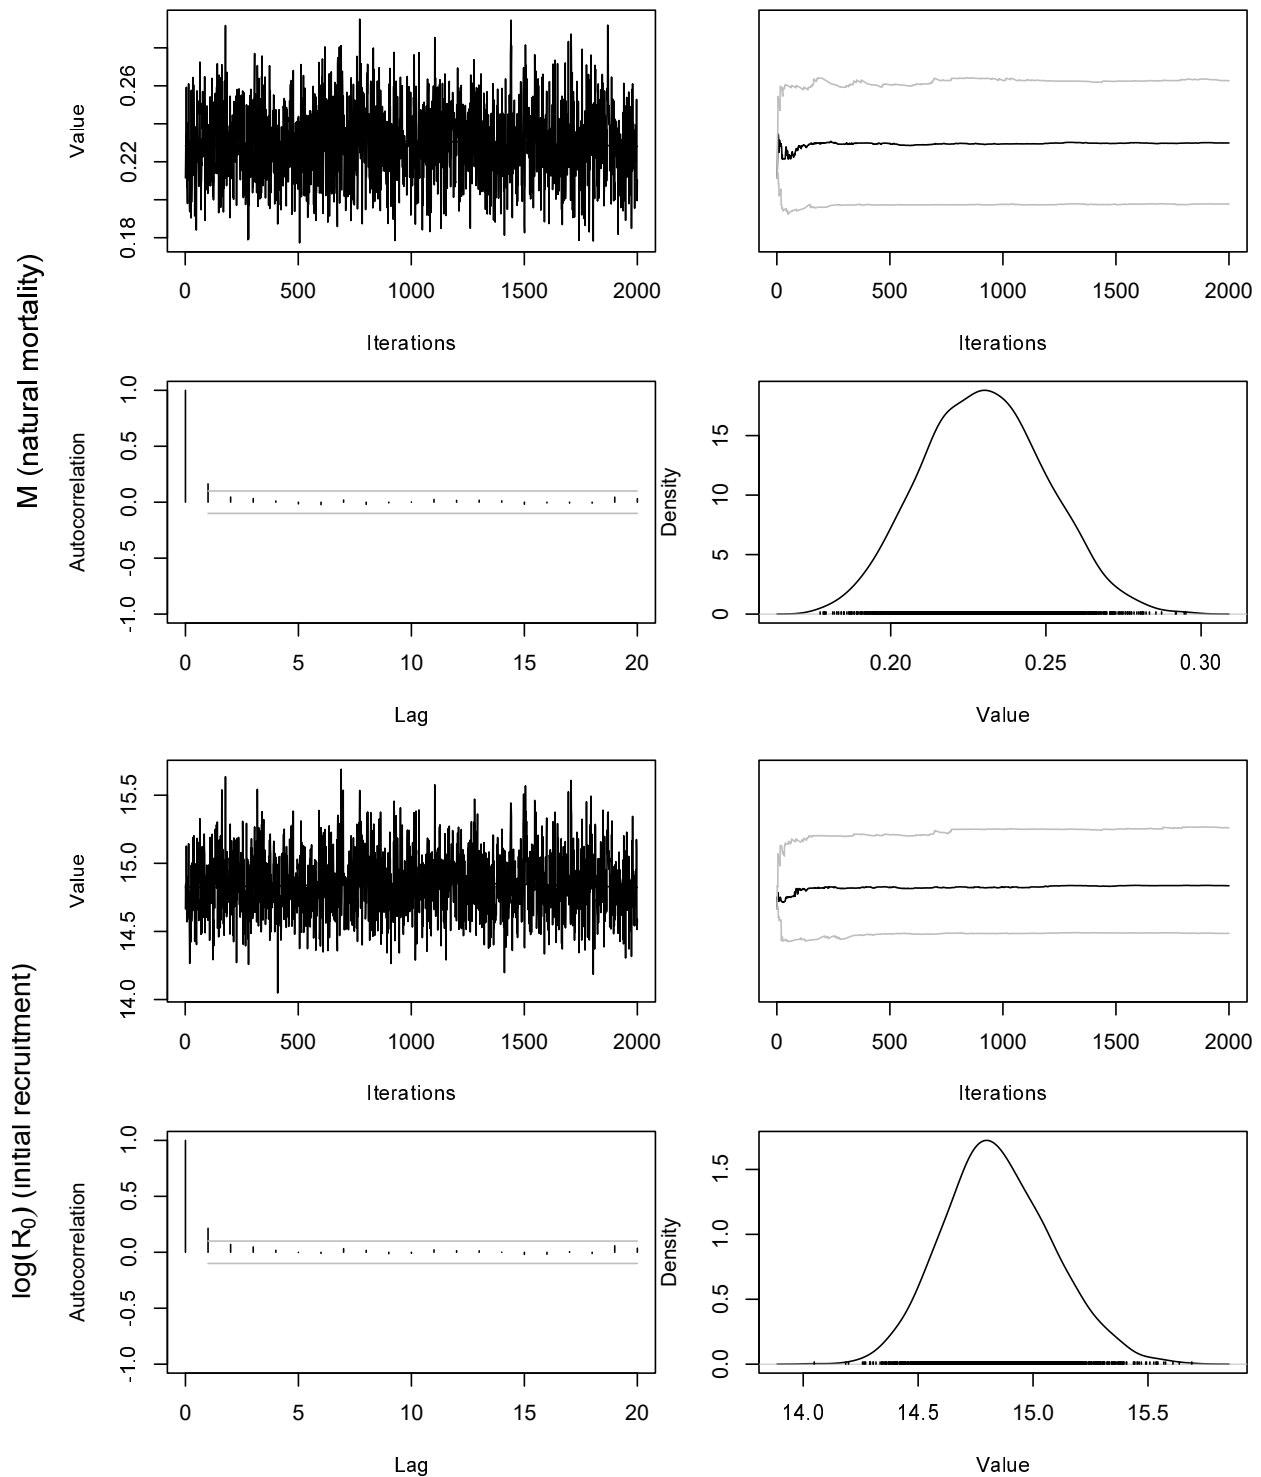 M (natural mortality)
Value
0.18 0.22 0.26
0 500 1000 1500 2000
Iterations
0 500 1000 1500 2000
Iterations
Autocorrelation
-1.0 -0.5 0.0 0.5 1.0
0 5 10 15 20
Lag
Density
0 5 10 15
0.20 0.25 0.30
Value
log(R₀) (initial recruitment)
Value
14.0 14.5 15.0 15.5
0 500 1000 1500 2000
Iterations
0 500 1000 1500 2000
Iterations
Autocorrelation
-1.0 -0.5 0.0 0.5 1.0
0 5 10 15 20
Lag
Density
0.0 0.5 1.0 1.5
14.0 14.5 15.0 15.5
Value